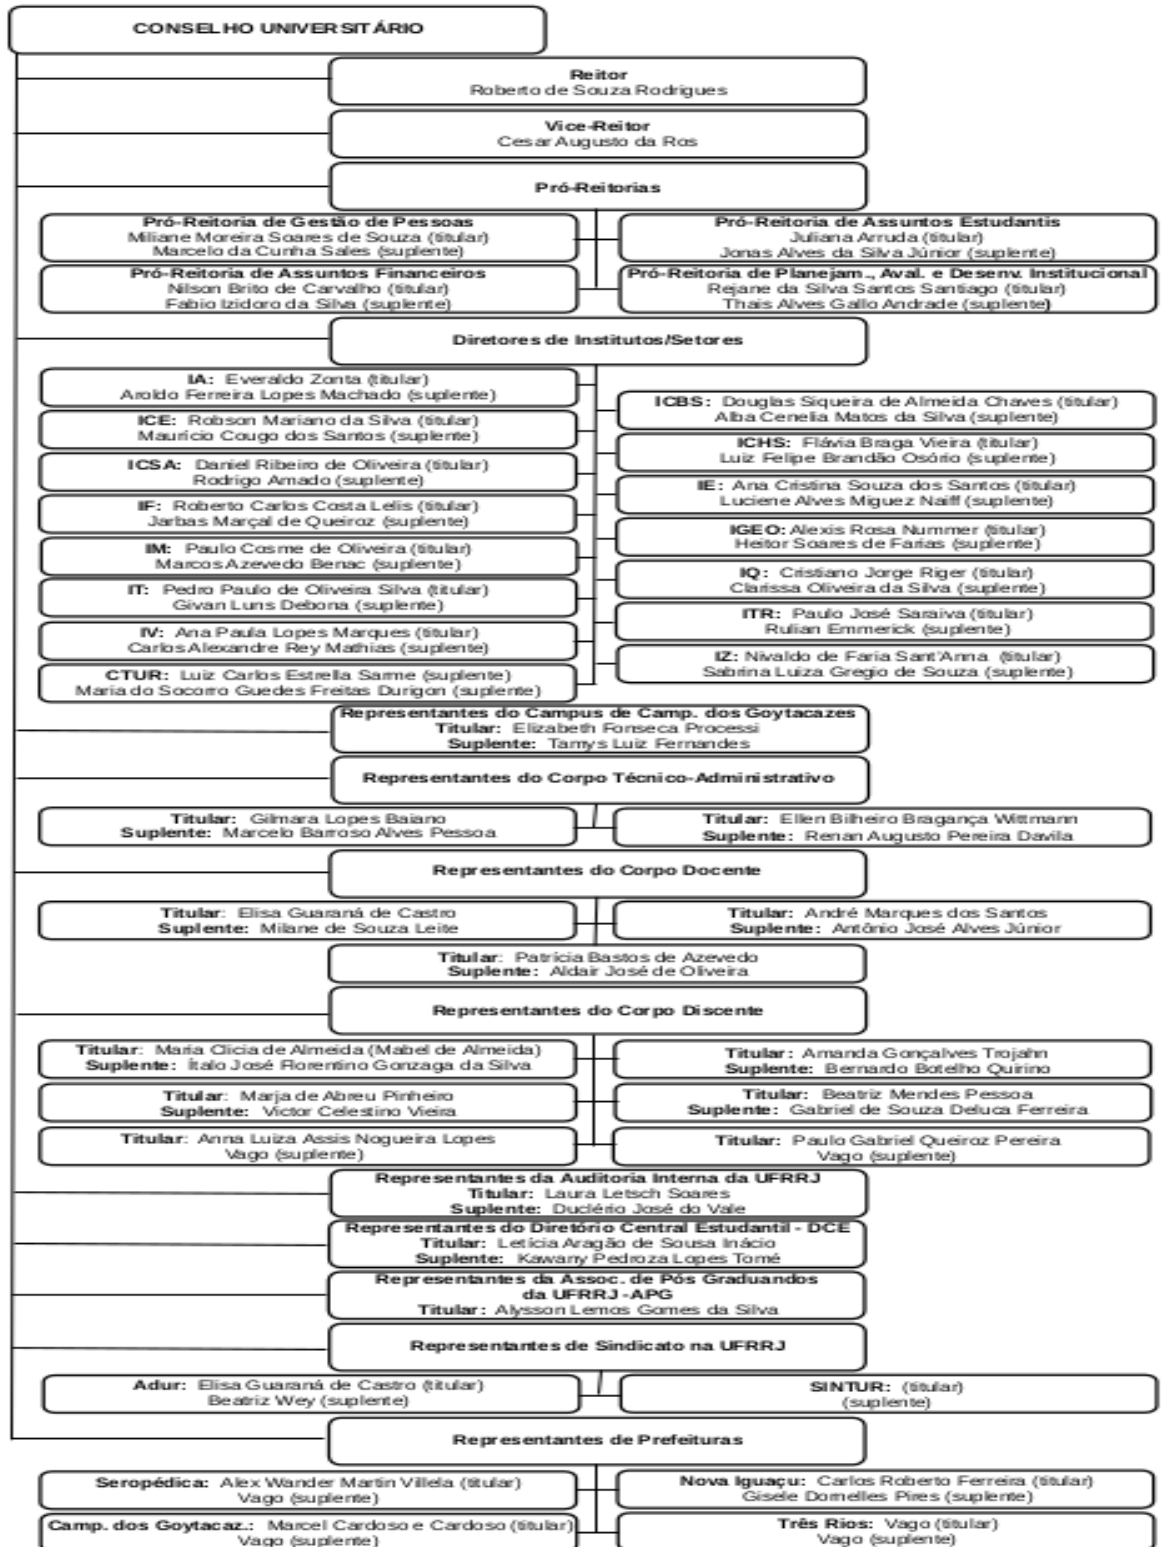 CONSELHO UNIVERSITÁRIO
Reitor
Roberto de Souza Rodrigues
Vice-Reitor
Cesar Augusto da Ros
Pró-Reitorias
Pró-Reitoria de Gestão de Pessoas
Miliane Moreira Soares de Souza (titular)
Marcelo da Cunha Sales (suplente)
Pró-Reitoria de Assuntos Estudantis
Juliana Arruda (titular)
Jonas Alves da Silva Júnior (suplente)
Pró-Reitoria de Assuntos Financeiros
Nilson Brito de Carvalho (titular)
Fabio Izidoro da Silva (suplente)
Pró-Reitoria de Planejam., Aval. e Desenv. Institucional
Rejane da Silva Santos Santiago (titular)
Thais Alves Gallo Andrade (suplente)
Diretores de Institutos/Setores
IA: Everaldo Zonta (titular)
Aroldo Ferreira Lopes Machado (suplente)
ICBS: Douglas Siqueira de Almeida Chaves (titular)
Alba Cenelia Matos da Silva (suplente)
ICE: Robson Mariano da Silva (titular)
Mauricio Cougo dos Santos (suplente)
ICHS: Flávia Braga Vieira (titular)
Luiz Felipe Brandão Osório (suplente)
ICSA: Daniel Ribeiro de Oliveira (titular)
Rodrigo Amado (suplente)
IE: Ana Cristina Souza dos Santos (titular)
Luciene Alves Miguez Naiff (suplente)
IF: Roberto Carlos Costa Lelis (titular)
Jarbas Marçal de Queiroz (suplente)
IGEO: Alexis Rosa Nummer (titular)
Heitor Soares de Farias (suplente)
IM: Paulo Cosme de Oliveira (titular)
Marcos Azevedo Benac (suplente)
IQ: Cristiano Jorge Riger (titular)
Clarissa Oliveira da Silva (suplente)
IT: Pedro Paulo de Oliveira Silva (titular)
Givan Luns Debona (suplente)
ITR: Paulo José Saraiva (titular)
Rulian Emmerick (suplente)
IV: Ana Paula Lopes Marques (titular)
Carlos Alexandre Rey Mathias (suplente)
IZ: Nivaldo de Faria Sant'Anna (titular)
Sabrina Luiza Gregio de Souza (suplente)
CTUR: Luiz Carlos Estrella Sarme (suplente)
Maria do Socorro Guedes Freitas Durigon (suplente)
Representantes do Campus de Camp. dos Goytacazes
Titular: Elizabeth Fonseca Processi
Suplente: Tamys Luiz Fernandes
Representantes do Corpo Técnico-Administrativo
Titular: Gilmara Lopes Baiano
Suplente: Marcelo Barroso Alves Pessoa
Titular: Ellen Bilheiro Bragança Wittmann
Suplente: Renan Augusto Pereira Davila
Representantes do Corpo Docente
Titular: Elisa Guaraná de Castro
Suplente: Milane de Souza Leite
Titular: André Marques dos Santos
Suplente: Antônio José Alves Júnior
Titular: Patrícia Bastos de Azevedo
Suplente: Aldair José de Oliveira
Representantes do Corpo Discente
Titular: Maria Clicia de Almeida (Mabel de Almeida)
Suplente: Ítalo José Florentino Gonzaga da Silva
Titular: Amanda Gonçalves Trojahn
Suplente: Bernardo Botelho Quirino
Titular: Marja de Abreu Pinheiro
Suplente: Victor Celestino Vieira
Titular: Beatriz Mendes Pessoa
Suplente: Gabriel de Souza Deluca Ferreira
Titular: Anna Luiza Assis Nogueira Lopes
Vago (suplente)
Titular: Paulo Gabriel Queiroz Pereira
Vago (suplente)
Representantes da Auditoria Interna da UFRRJ
Titular: Laura Letsch Soares
Suplente: Duclério José do Vale
Representantes do Diretório Central Estudantil - DCE
Titular: Letícia Aragão de Sousa Inácio
Suplente: Kawany Pedroza Lopes Tomé
Representantes da Assoc. de Pós Graduandos
da UFRRJ -APG
Titular: Alysson Lemos Gomes da Silva
Representantes de Sindicato na UFRRJ
Adur: Elisa Guaraná de Castro (titular)
Beatriz Wey (suplente)
SINTUR: (titular)
(suplente)
Representantes de Prefeituras
Seropédica: Alex Wander Martin Villela (titular)
Vago (suplente)
Nova Iguaçu: Carlos Roberto Ferreira (titular)
Gisele Dornelles Pires (suplente)
Camp. dos Goytacaz.: Marcel Cardoso e Cardoso (titular)
Vago (suplente)
Três Rios: Vago (titular)
Vago (suplente)